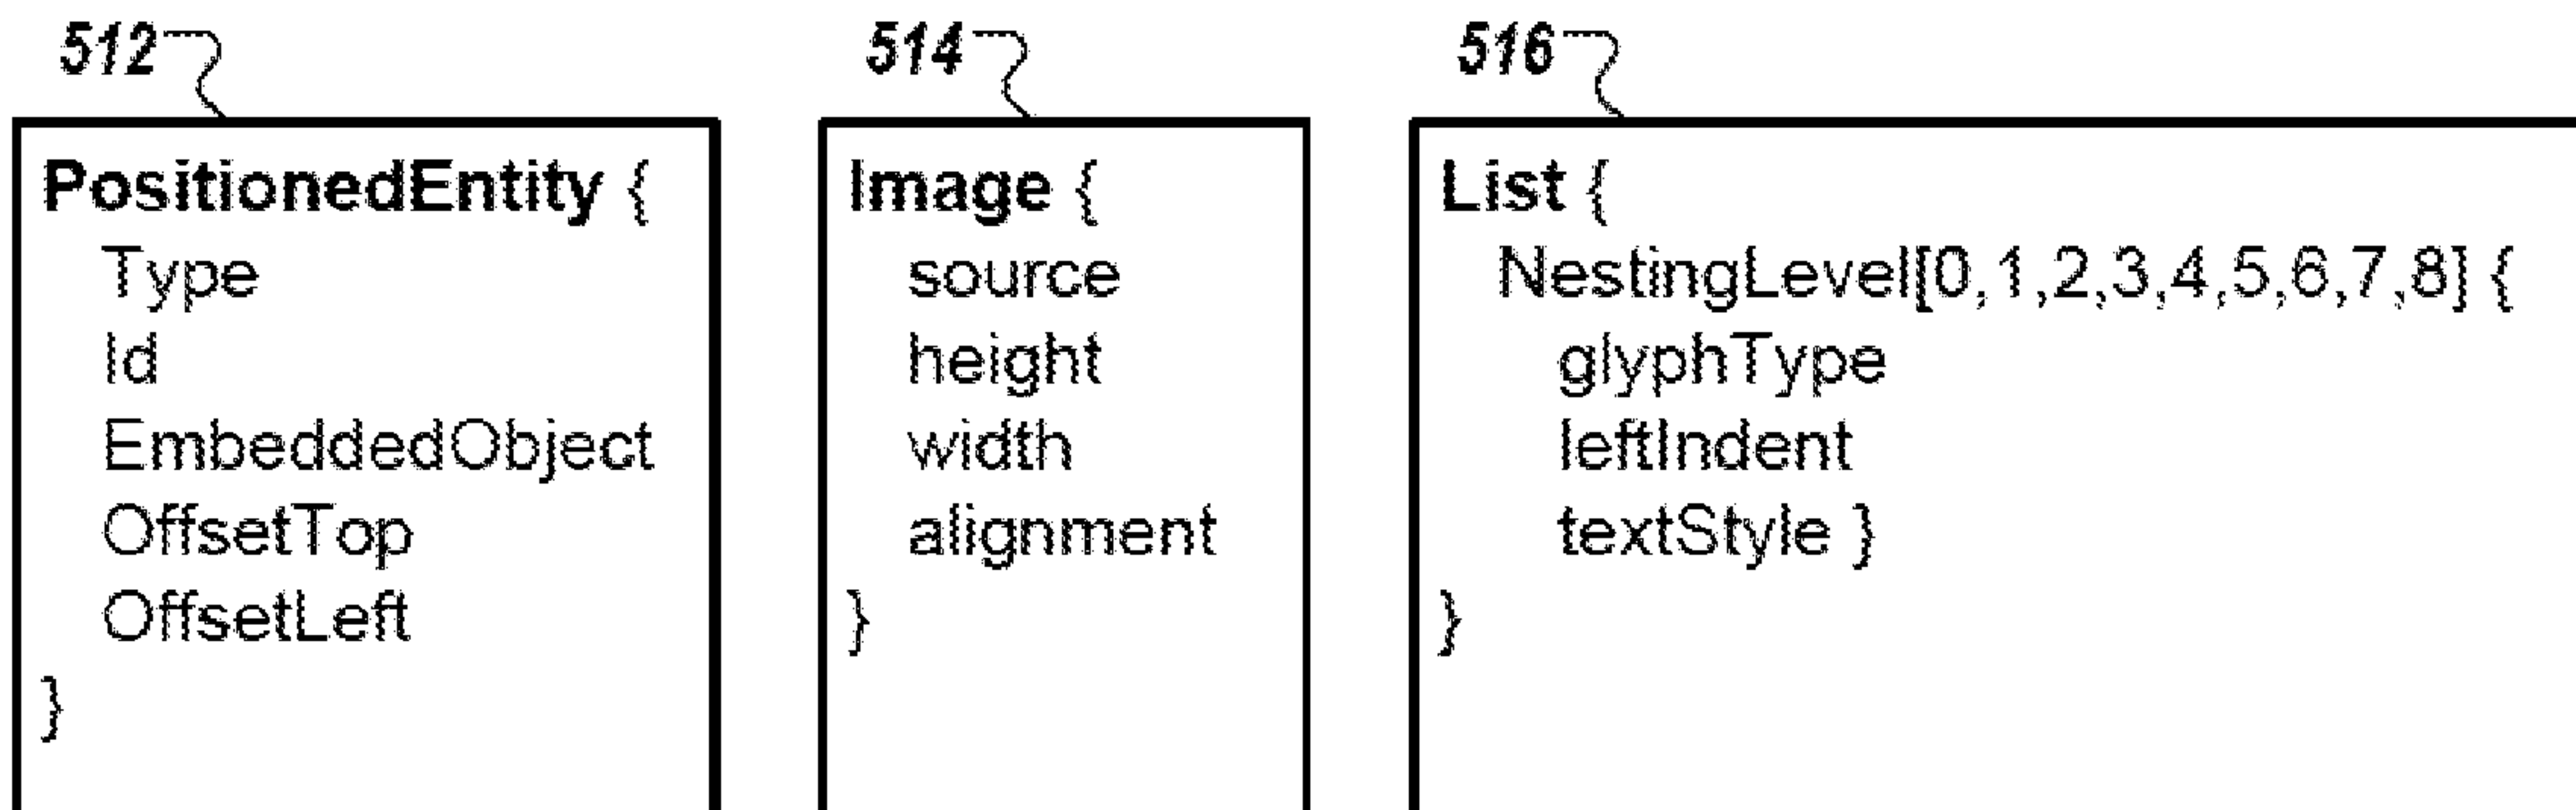 512
PositionedEntity {
Type
Id
EmbeddedObject
OffsetTop
OffsetLeft
}
514
Image {
source
height
width
alignment
}
516
List {
NestingLevel[0,1,2,3,4,5,6,7,8] {
glyphType
leftIndent
textStyle }
}